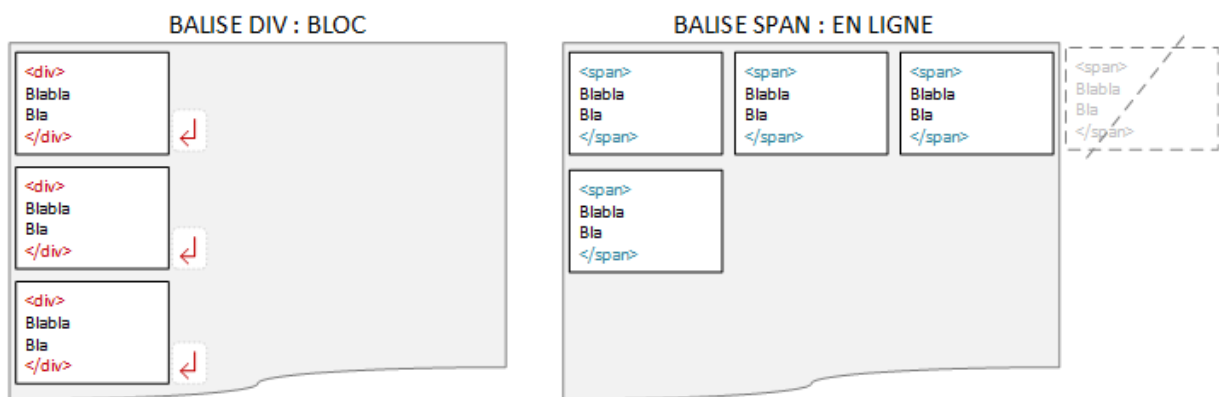 BALISE DIV : BLOC
<div>
Blabla
Bla
</div>
<div>
Blabla
Bla
</div>
<div>
Blabla
Bla
</div>
BALISE SPAN : EN LIGNE
<span>
Blabla
Bla
</span>
<span>
Blabla
Bla
</span>
<span>
Blabla
Bla
</span>
<span>
Blabla
Bla
</span>
<span>
Blabla
Bla
</span>